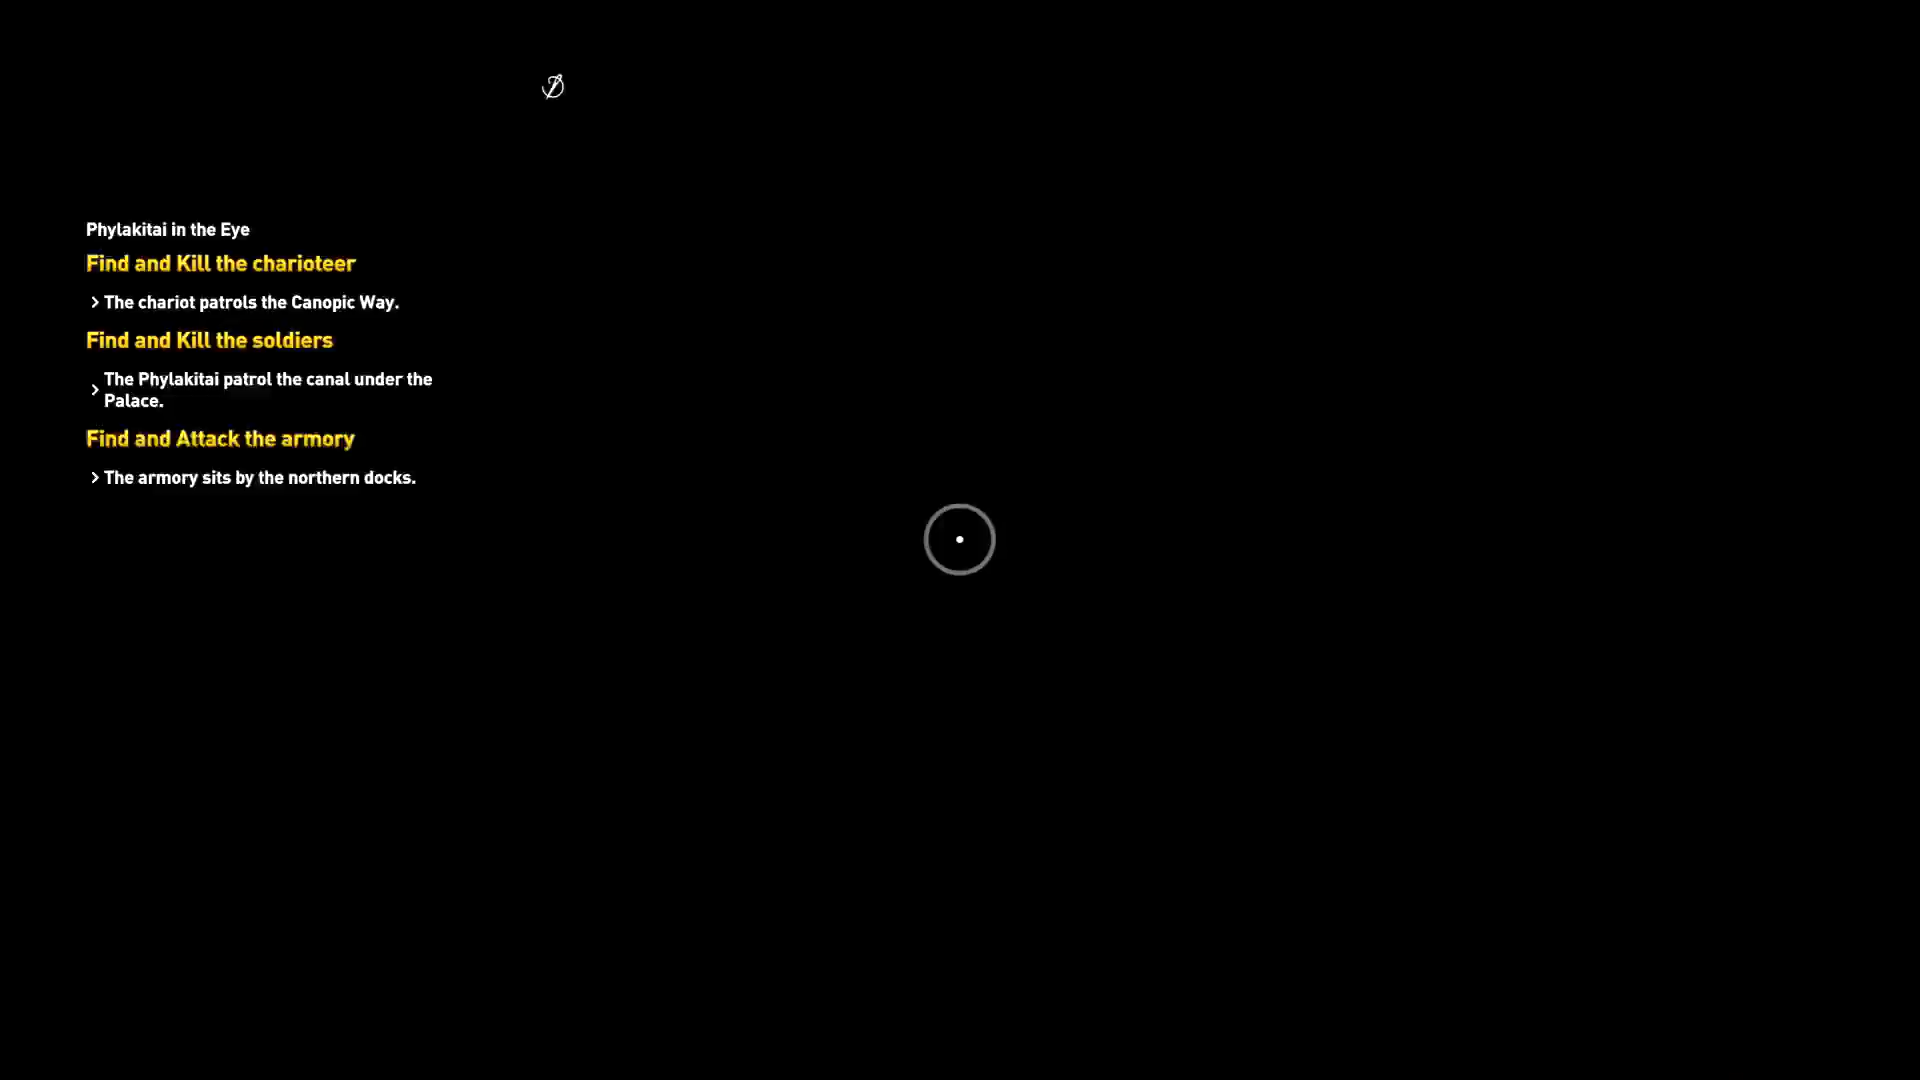 Phylakitai in the Eye
Find and Kill the charioteer
The chariot patrols the Canopic Way.
Find and Kill the soldiers
The Phylakitai patrol the canal under the
Palace.
Find and Attack the armory
The armory sits by the northern docks.